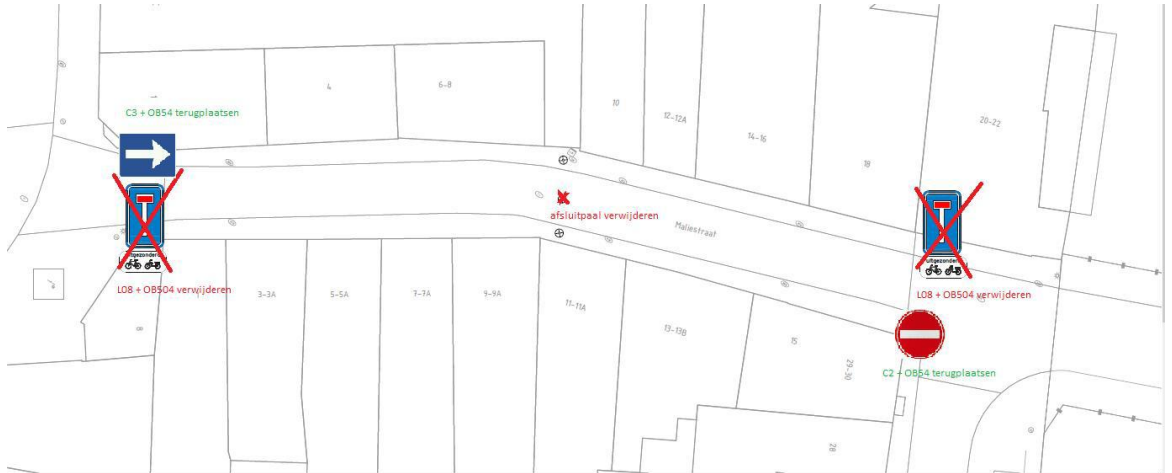 4
6-8
10
12-12A
14-16
18
20-22
C3 + OB54 terugplaatsen
uitgezonderd
L08 + OB504 verwijderen
afsluitpaal verwijderen
Maliestraat
uitgezonderd
L08 + OB504 verwijderen
C2 + OB54 terugplaatsen
1
3-3A
5-5A
7-7A
9-9A
11-11A
13-13B
15
29-30
28
8